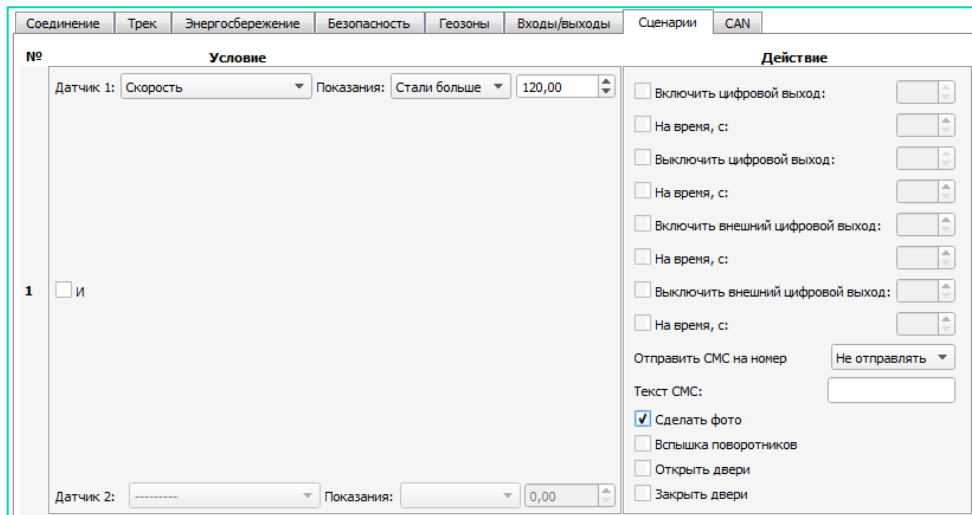 Соединение Трек Энергосбережение Безопасность Геозоны Входы/выходы Сценарии CAN
№ Условие Действие
Датчик 1: Скорость Показания: Стали больше 120,00
Включить цифровой выход:
На время, с:
Выключить цифровой выход:
На время, с:
Включить внешний цифровой выход:
На время, с:
1 И
Выключить внешний цифровой выход:
На время, с:
Отправить СМС на номер Не отправлять
Текст СМС:
Сделать фото
Вспышка поворотников
Открыть двери
Датчик 2: --------- Показания: 0,00
Закрыть двери